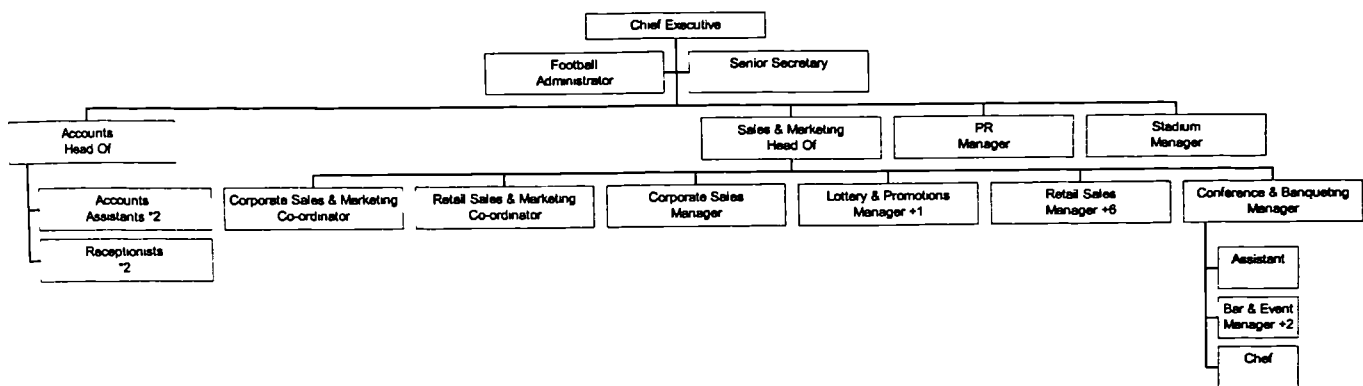 Chief Executive
Football
Administrator
Senior Secretary
Accounts
Head Of
Sales & Marketing
Head Of
PR
Manager
Stadium
Manager
Accounts
Assistants *2
Corporate Sales & Marketing
Co-ordinator
Retail Sales & Marketing
Co-ordinator
Corporate Sales
Manager
Lottery & Promotions
Manager +1
Retail Sales
Manager +6
Conference & Banqueting
Manager
Receptionists
*2
Assistant
Bar & Event
Manager +2
Chef